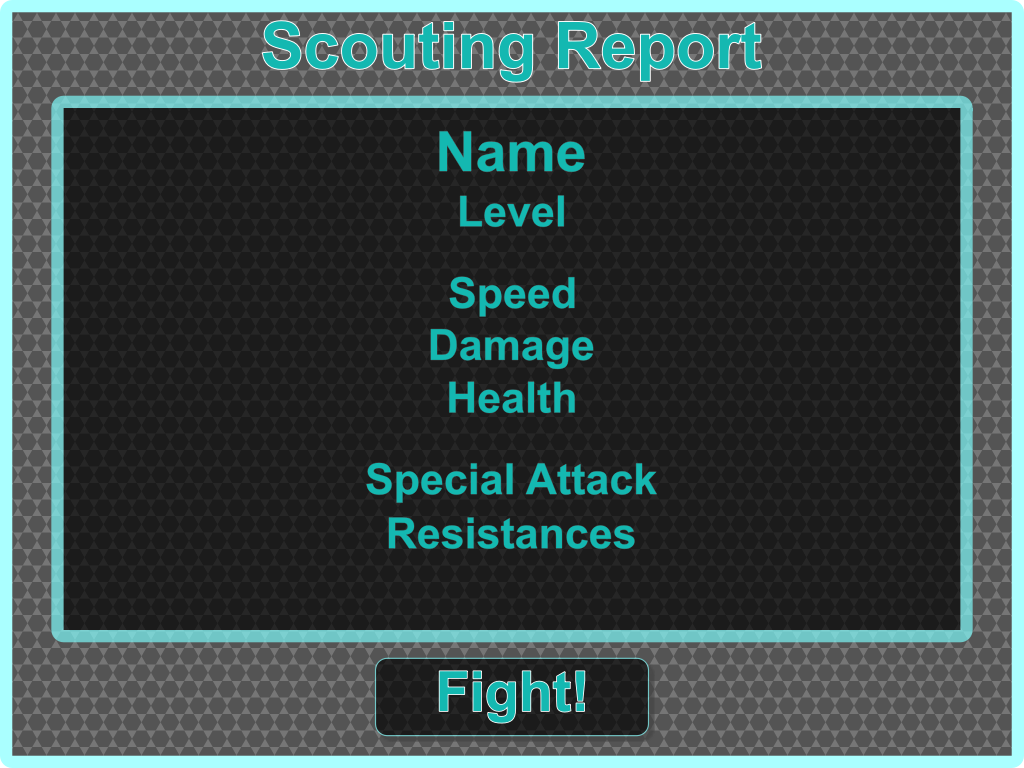 Scouting Report
Name
Level
Speed
Damage
Health
Special Attack
Resistances
Fight!